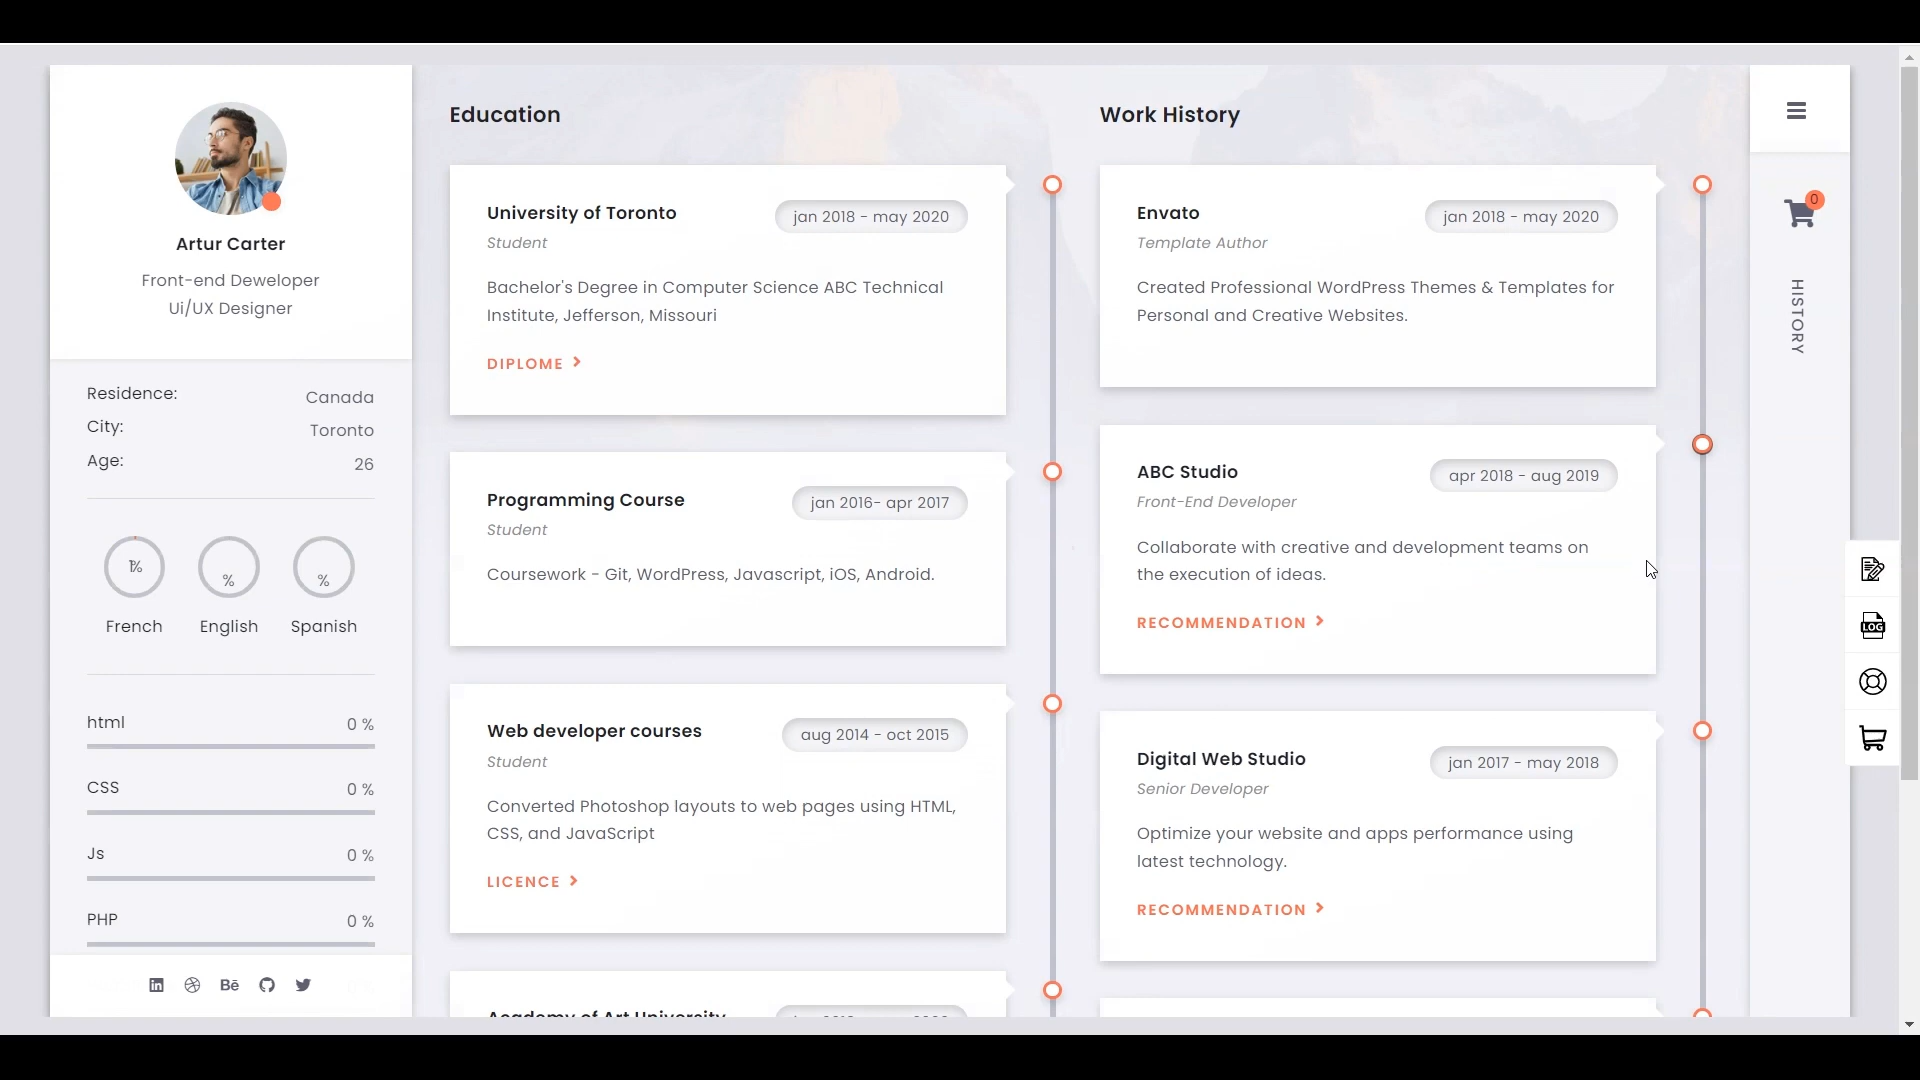 Artur Carter
Front-end Deweloper
Ui/UX Designer
Residence: Canada
City: Toronto
Age: 26
1%
%
%
French
English
Spanish
html 0 %
CSS 0 %
Js 0 %
PHP 0 %
Bē
Education
University of Toronto
jan 2018 - may 2020
Student
Bachelor's Degree in Computer Science ABC Technical
Institute, Jefferson, Missouri
DIPLOME
Programming Course
jan 2016- apr 2017
Student
Coursework - Git, WordPress, Javascript, iOS, Android.
Web developer courses
aug 2014 - oct 2015
Student
Converted Photoshop layouts to web pages using HTML,
CSS, and JavaScript
LICENCE
Academy of Art University
Work History
Envato
jan 2018 - may 2020
Template Author
Created Professional WordPress Themes & Templates for
Personal and Creative Websites.
ABC Studio
apr 2018 - aug 2019
Front-End Developer
Collaborate with creative and development teams on
the execution of ideas.
RECOMMENDATION
Digital Web Studio
jan 2017 - may 2018
Senior Developer
Optimize your website and apps performance using
latest technology.
RECOMMENDATION
0
HISTORY
LOG